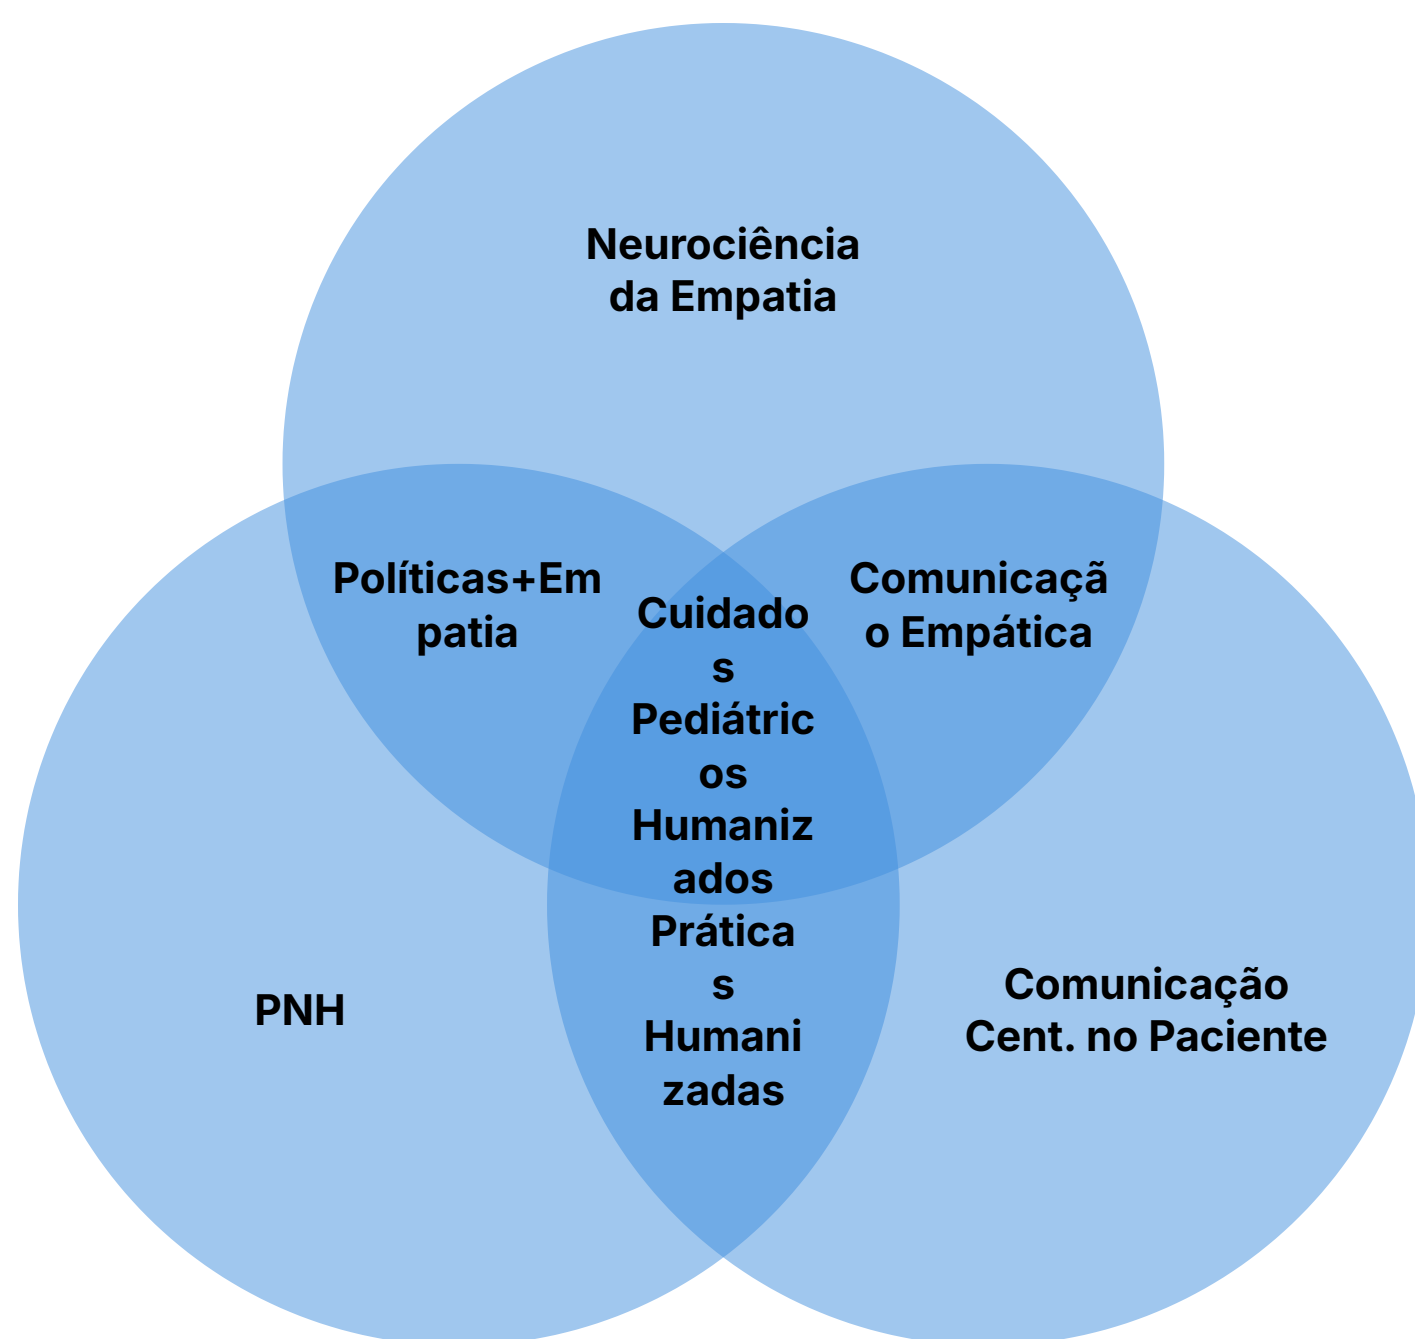 Neurociência
da Empatia
Políticas+Em
patia
Cuidado
s
Pediátric
os
Humaniz
ados
Comunicaçã
o Empática
Prática
s
Humani
zadas
PNH
Comunicação
Cent. no Paciente